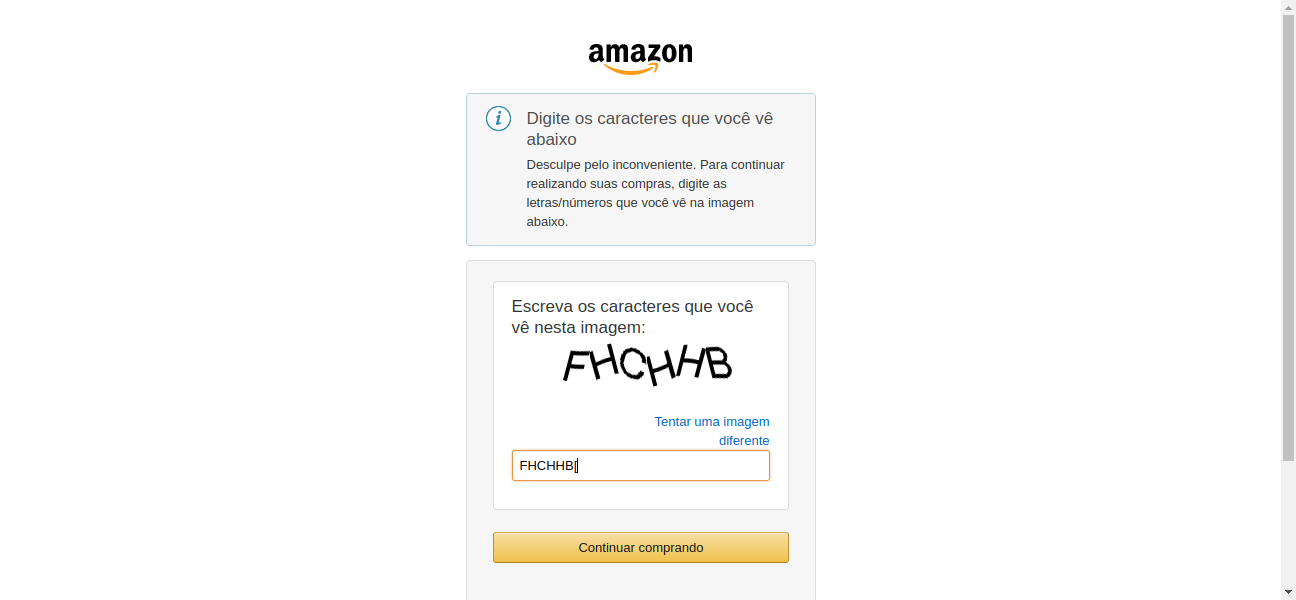 amazon
i
Digite os caracteres que você vê
abaixo
Desculpe pelo inconveniente. Para continuar
realizando suas compras, digite as
letras/números que você vê na imagem
abaixo.
Escreva os caracteres que você
vê nesta imagem:
FHCHHB
Tentar uma imagem
diferente
FHCHHB
Continuar comprando